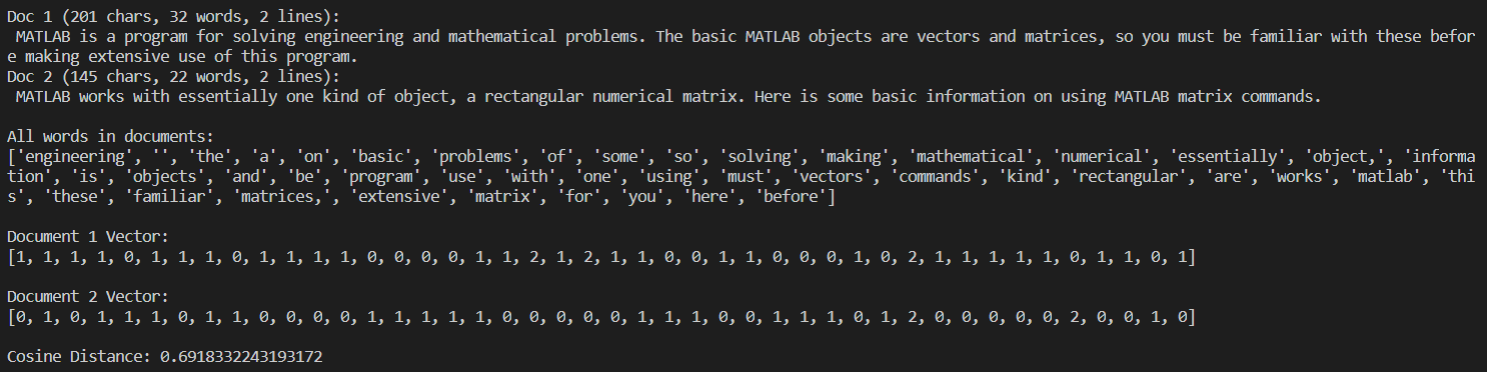 Doc 1 (201 chars, 32 words, 2 lines):
 MATLAB is a program for solving engineering and mathematical problems. The basic MATLAB objects are vectors and matrices, so you must be familiar with these befor
e making extensive use of this program.
Doc 2 (145 chars, 22 words, 2 lines):
 MATLAB works with essentially one kind of object, a rectangular numerical matrix. Here is some basic information on using MATLAB matrix commands.
All words in documents:
['engineering', '', 'the', 'a', 'on', 'basic', 'problems', 'of', 'some', 'so', 'solving', 'making', 'mathematical', 'numerical', 'essentially', 'object,', 'informa
tion', 'is', 'objects', 'and', 'be', 'program', 'use', 'with', 'one', 'using', 'must', 'vectors', 'commands', 'kind', 'rectangular', 'are', 'works', 'matlab', 'thi
s', 'these', 'familiar', 'matrices,', 'extensive', 'matrix', 'for', 'you', 'here', 'before']
Document 1 Vector:
[1, 1, 1, 1, 0, 1, 1, 1, 0, 1, 1, 1, 1, 0, 0, 0, 0, 1, 1, 2, 1, 2, 1, 1, 0, 0, 1, 1, 0, 0, 0, 1, 0, 2, 1, 1, 1, 1, 1, 0, 1, 1, 0, 1]
Document 2 Vector:
[0, 1, 0, 1, 1, 1, 0, 1, 1, 0, 0, 0, 0, 1, 1, 1, 1, 1, 0, 0, 0, 0, 0, 1, 1, 1, 0, 0, 1, 1, 1, 0, 1, 2, 0, 0, 0, 0, 0, 2, 0, 0, 1, 0]
Cosine Distance: 0.6918332243193172